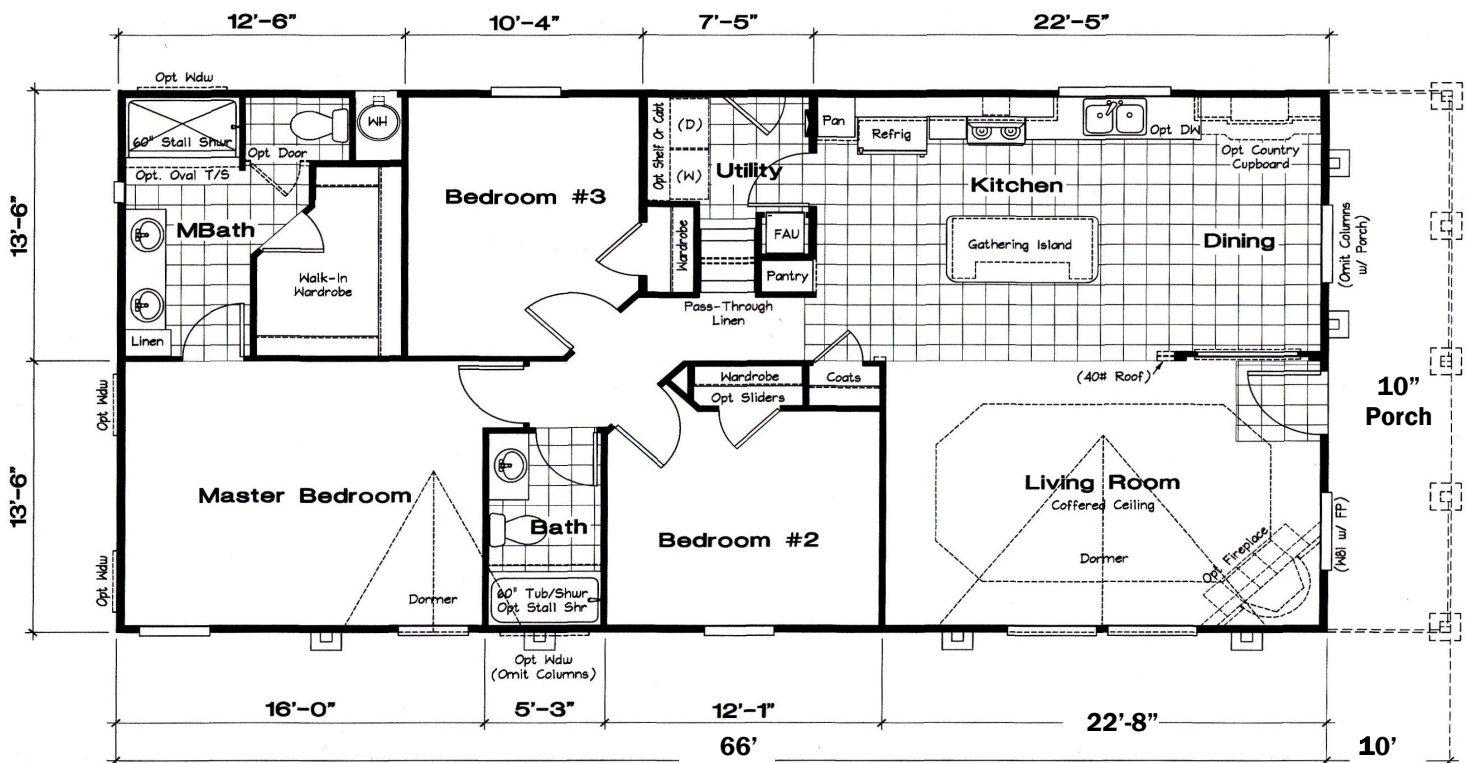 12'-6"
10'-4"
7'-5"
22'-5"
Opt Wdw
60" Stall Shwr
Opt Door
WH
Opt. Oval T/S
MBath
Walk-In
Wardrobe
Linen
13'-6"
Bedroom #3
Opt Shelf Or Cabt
(D)
(W)
Utility
Wardrobe
FAU
Pantry
Pass-Through
Linen
Pan
Refrig
Opt DW
Opt Country
Cupboard
Kitchen
Gathering Island
Dining
(Omit Columns
w/ Porch)
(40# Roof)
Wardrobe
Opt Sliders
Coats
10"
Porch
Opt Wdw
13'-6"
Master Bedroom
Dormer
Opt Wdw
Bath
60" Tub/Shwr
Opt Stall Shr
Bedroom #2
Living Room
Coffered Ceiling
Dormer
Opt Fireplace
(W81 w/ FP)
Opt Wdw
(Omit Columns)
16'-0"
5'-3"
12'-1"
22'-8"
66'
10'